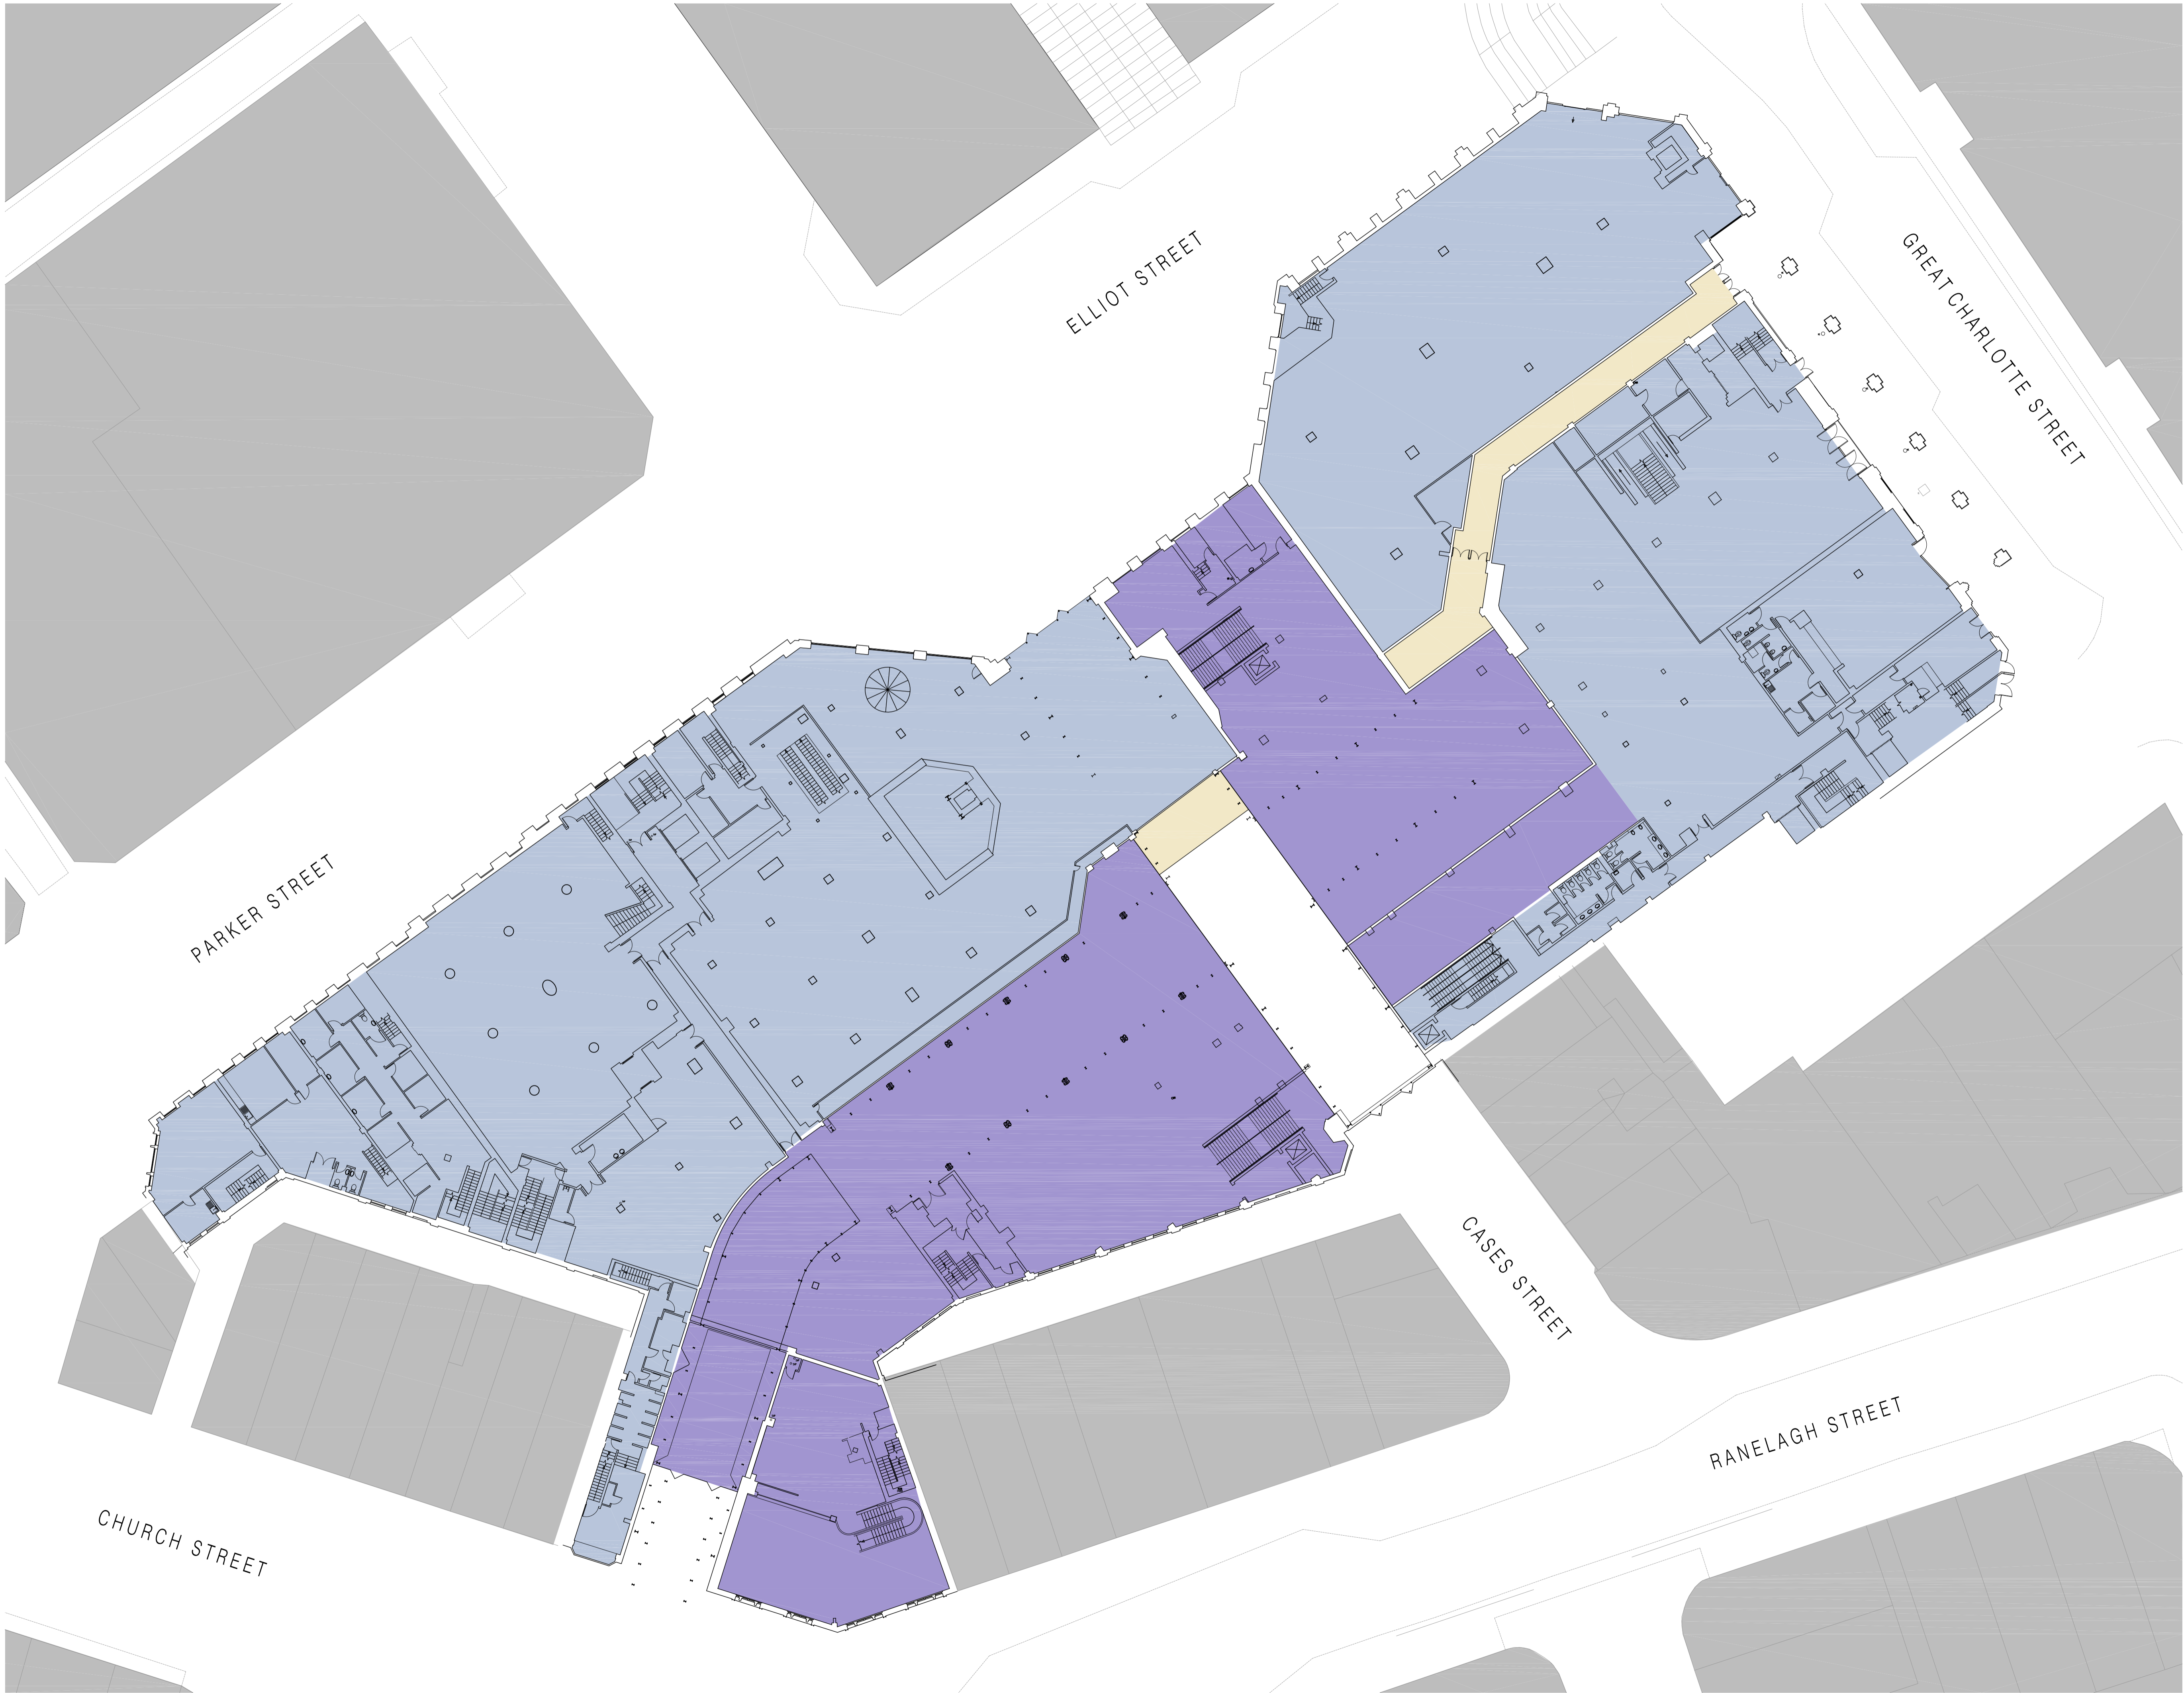 ELLIOT STREET
GREAT CHARLOTTE STREET
PARKER STREET
CASES STREET
RANELAGH STREET
CHURCH STREET